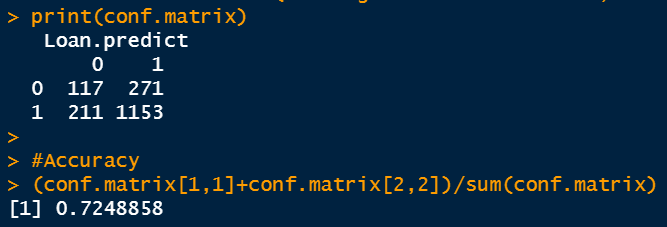 > print(conf.matrix)
Loan.predict
0 1
0 117 271
1 211 1153
>
> #Accuracy
> (conf.matrix[1,1]+conf.matrix[2,2])/sum(conf.matrix)
[1] 0.7248858